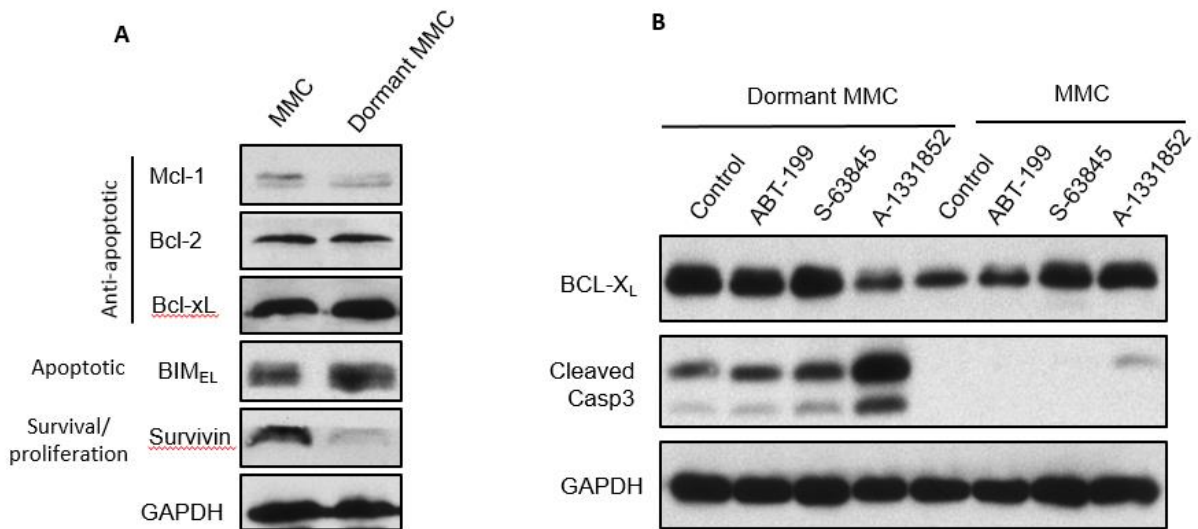 A
MMC
Dormant MMC
Anti-apoptotic
Mcl-1
Bcl-2
Bcl-xL
Apoptotic
BIMEL
Survival/
proliferation
Survivin
GAPDH
B
Dormant MMC
MMC
Control
ABT-199
S-63845
A-1331852
Control
ABT-199
S-63845
A-1331852
BCL-XL
Cleaved
Casp3
GAPDH